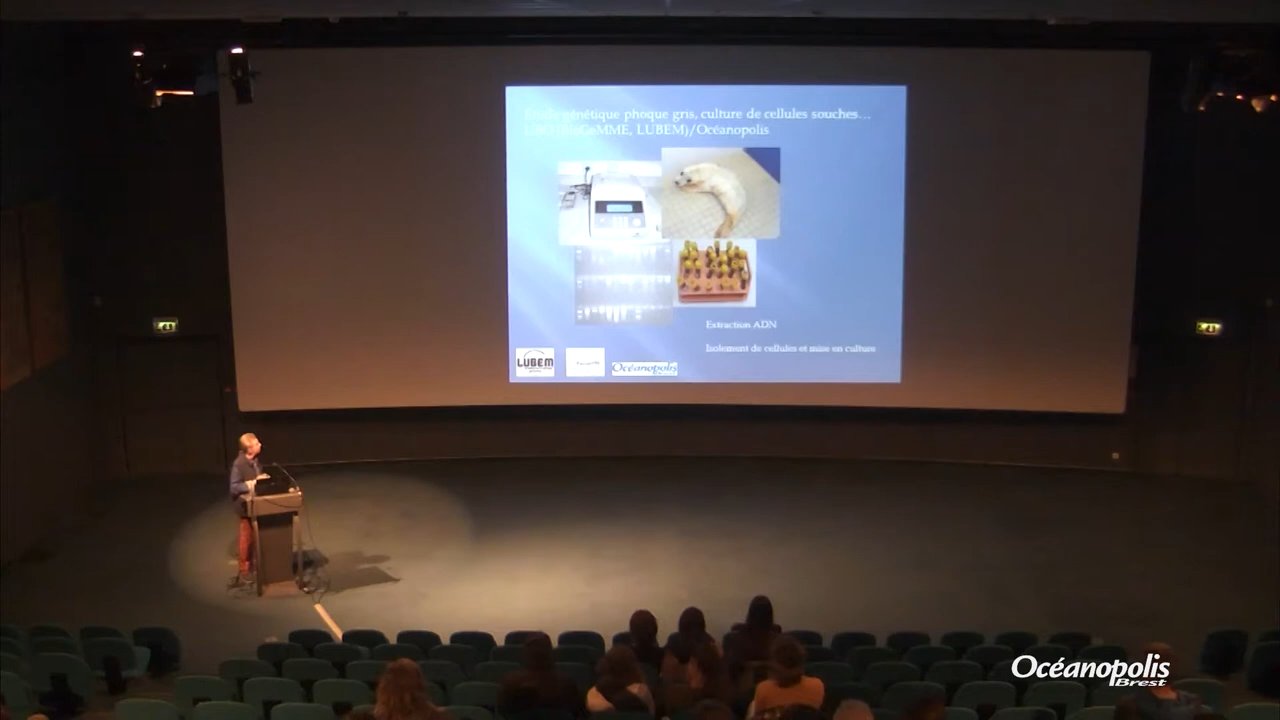 génétique phoque gris, culture de cellules souches...
LUBEM)/Océanopolis
Extraction ADN
Isolement de cellules et mise en culture
LUBEM
Océanopolis
Océanopolis
Brest